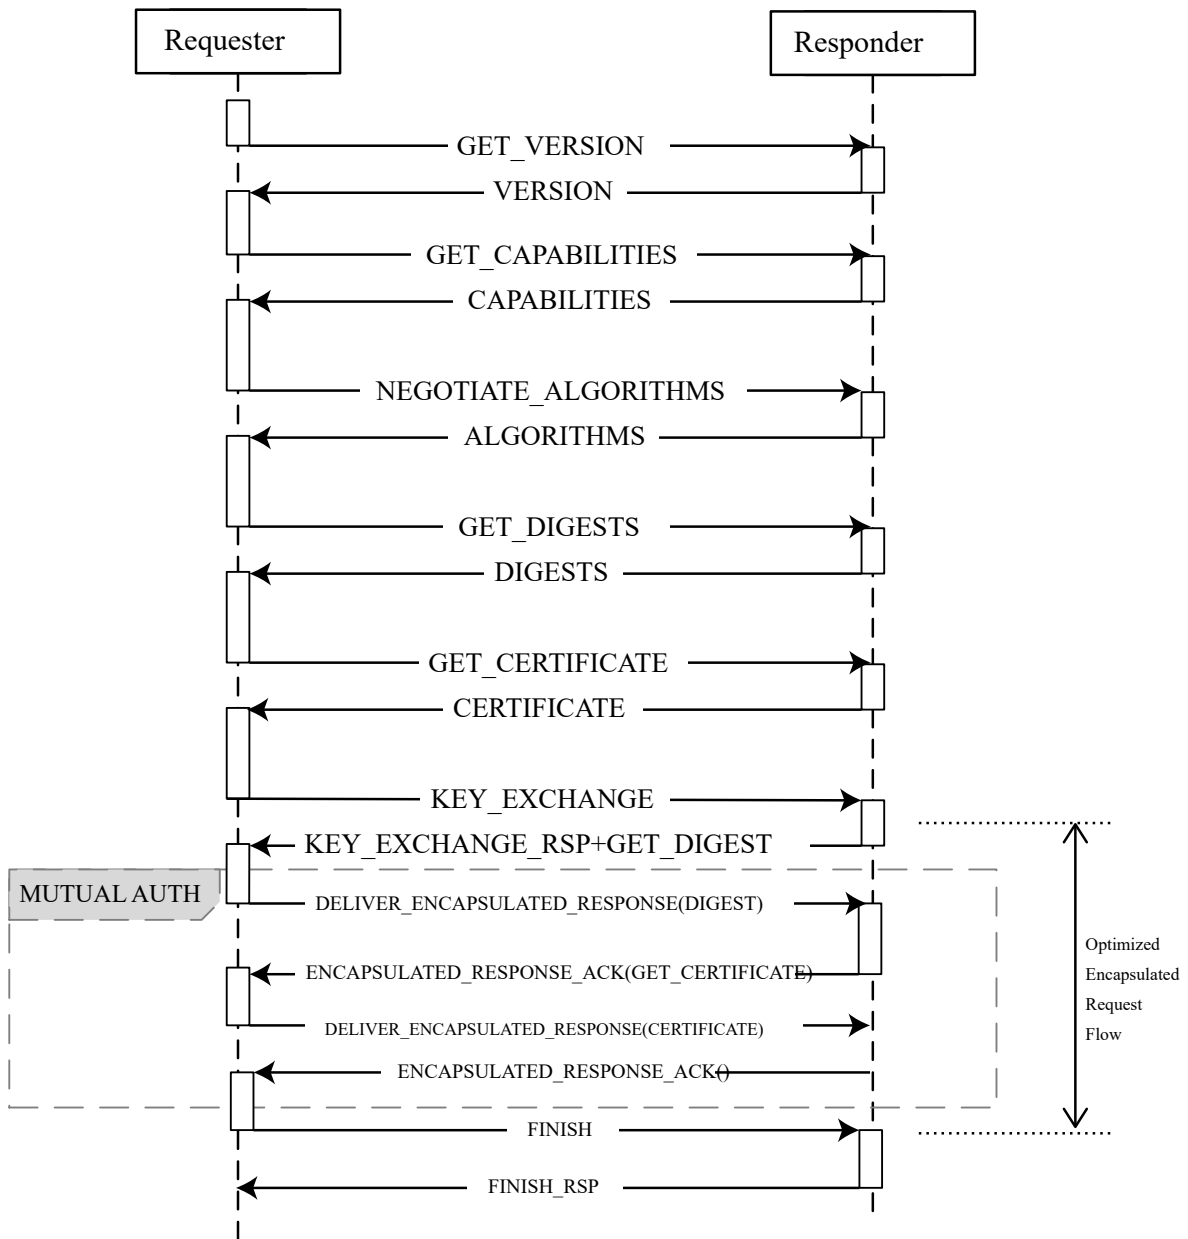 Requester
Responder
GET_VERSION
VERSION
GET_CAPABILITIES
CAPABILITIES
NEGOTIATE_ALGORITHMS
ALGORITHMS
GET_DIGESTS
DIGESTS
GET_CERTIFICATE
CERTIFICATE
KEY_EXCHANGE
KEY_EXCHANGE_RSP+GET_DIGEST
MUTUAL AUTH
DELIVER_ENCAPSULATED_RESPONSE(DIGEST)
ENCAPSULATED_RESPONSE_ACK(GET_CERTIFICATE)
DELIVER_ENCAPSULATED_RESPONSE(CERTIFICATE)
ENCAPSULATED_RESPONSE_ACK()
Optimized
Encapsulated
Request
Flow
FINISH
FINISH_RSP